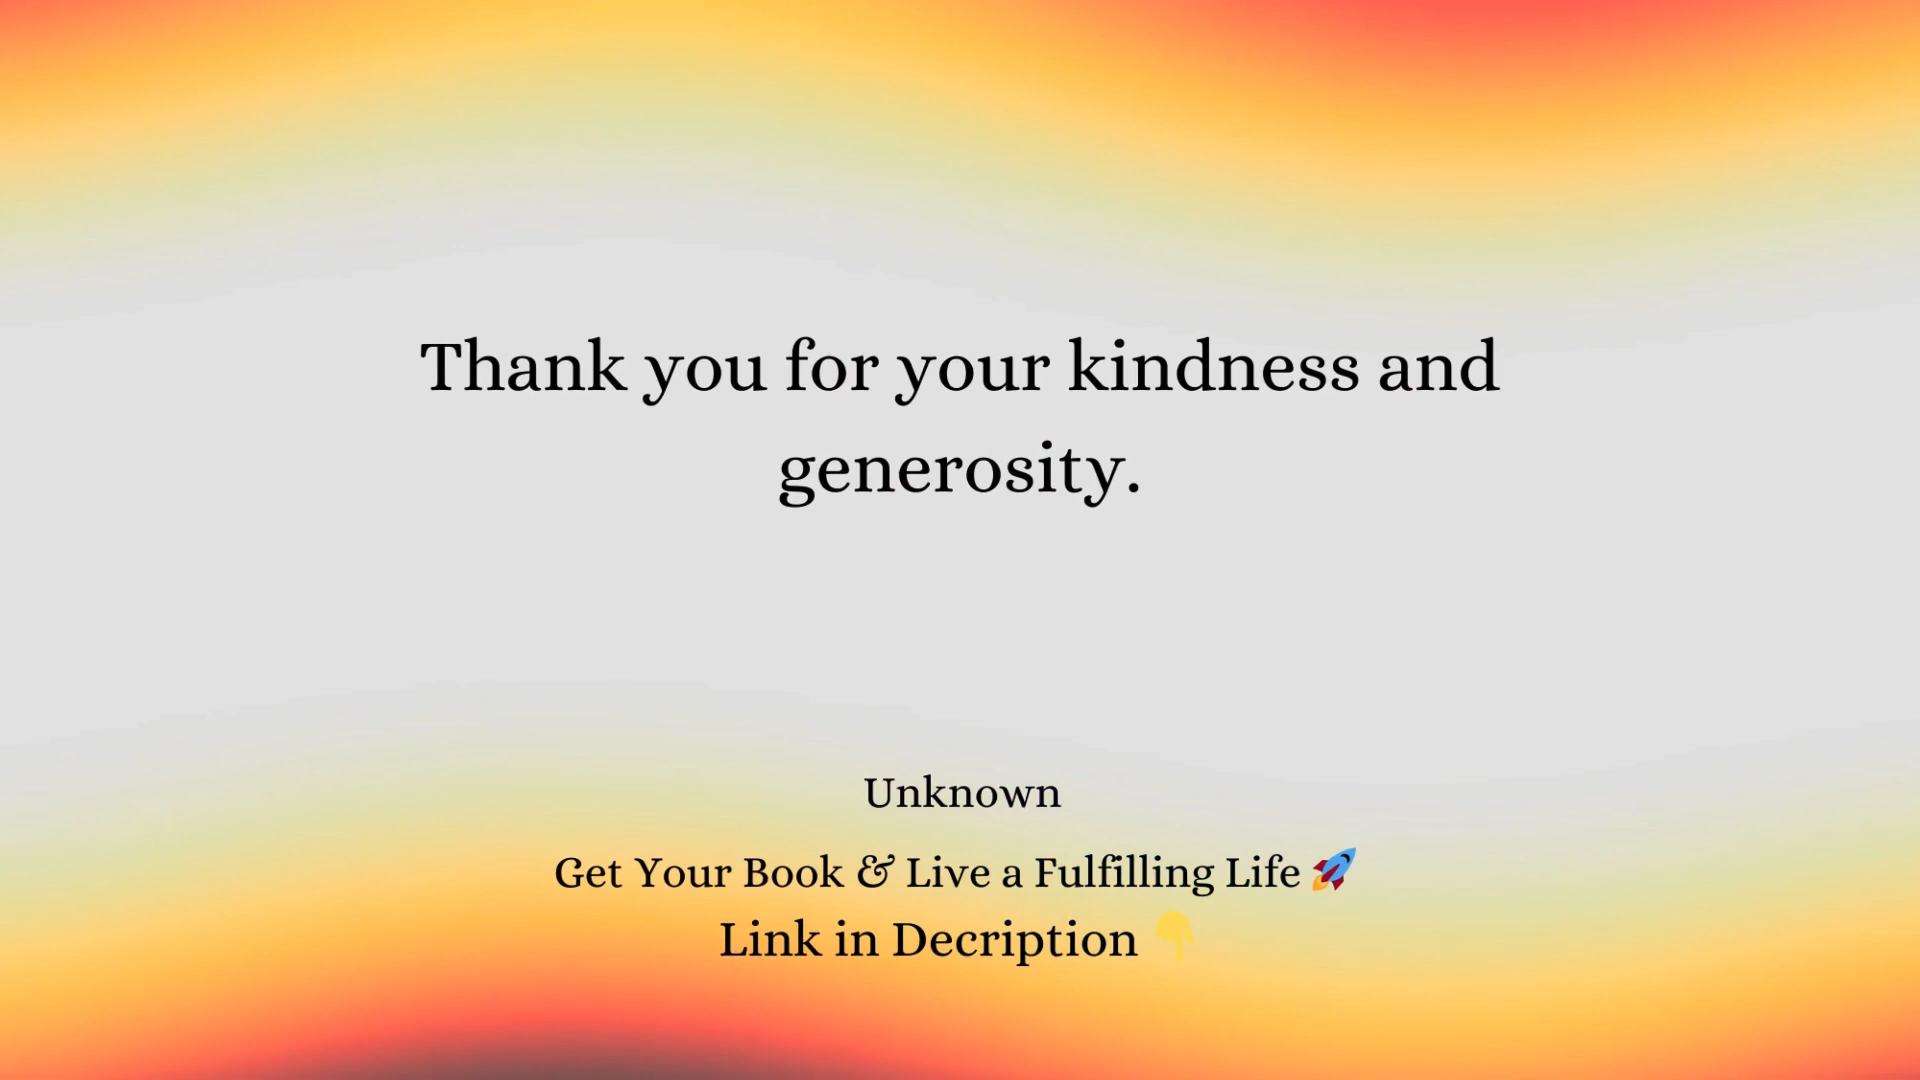 Thank you for your kindness and
generosity.
Unknown
Get Your Book & Live a Fulfilling Life 🚀
Link in Decription 👇